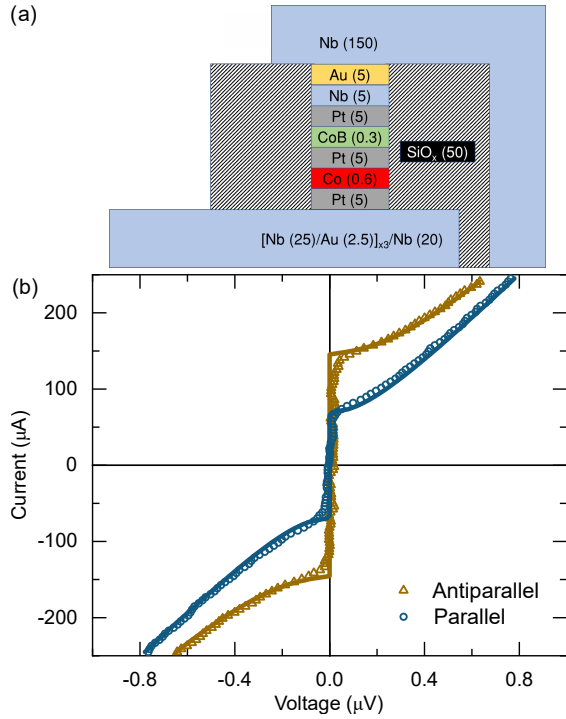 (a)
Nb (150)
Au (5)
Nb (5)
Pt (5)
CoB (0.3)
Pt (5)
SiOₓ (50)
Co (0.6)
Pt (5)
[Nb (25)/Au (2.5)]ₓ₃/Nb (20)
(b)
200
100
0
-100
-200
Current (μA)
Antiparallel
Parallel
-0.8
-0.4
0.0
0.4
0.8
Voltage (μV)